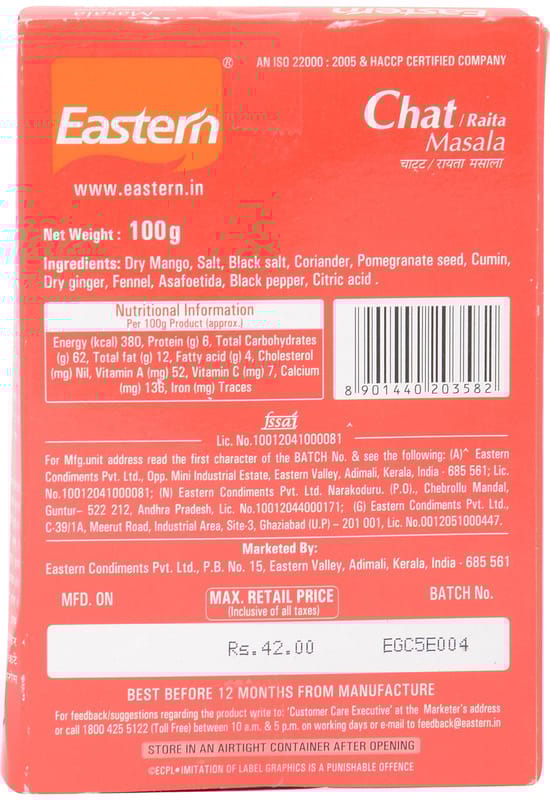 Eastern
Masala
Eastern
®
AN ISO 22000 : 2005 & HACCP CERTIFIED COMPANY
Chat / Raita
Masala
चाट्ट / रायता मसाला
www.eastern.in
Net Weight : 100g
Ingredients: Dry Mango, Salt, Black salt, Coriander, Pomegranate seed, Cumin,
Dry ginger, Fennel, Asafoetida, Black pepper, Citric acid .
Nutritional Information
Per 100g Product (approx.)
Energy (kcal) 380, Protein (g) 6, Total Carbohydrates
(g) 62, Total fat (g) 12, Fatty acid (g) 4, Cholesterol
(mg) Nil, Vitamin A (mg) 52, Vitamin C (mg) 7, Calcium
(mg) 136, Iron (mg) Traces
8 901440 203582
fssai
Lic. No.10012041000081
For Mfg.unit address read the first character of the BATCH No. & see the following: (A)^ Eastern
Condiments Pvt. Ltd., Opp. Mini Industrial Estate, Eastern Valley, Adimali, Kerala, India - 685 561; Lic.
No.10012041000081; (N) Eastern Condiments Pvt. Ltd. Narakoduru. (P.O)., Chebrollu Mandal,
Guntur– 522 212, Andhra Pradesh, Lic. No.10012044000171; (G) Eastern Condiments Pvt. Ltd.,
C-39/1A, Meerut Road, Industrial Area, Site-3, Ghaziabad (U.P) – 201 001, Lic. No.0012051000447.
Marketed By:
Eastern Condiments Pvt. Ltd., P.B. No. 15, Eastern Valley, Adimali, Kerala, India - 685 561
MFD. ON
MAX. RETAIL PRICE
(Inclusive of all taxes)
BATCH No.
Rs.42.00
EGC5E004
BEST BEFORE 12 MONTHS FROM MANUFACTURE
For feedback/suggestions regarding the product write to: 'Customer Care Executive' at the Marketer's address
or call 1800 425 5122 (Toll Free) between 10 a.m. & 5 p.m. on working days or e-mail to feedback@eastern.in
STORE IN AN AIRTIGHT CONTAINER AFTER OPENING
©ECPL•IMITATION OF LABEL GRAPHICS IS A PUNISHABLE OFFENCE